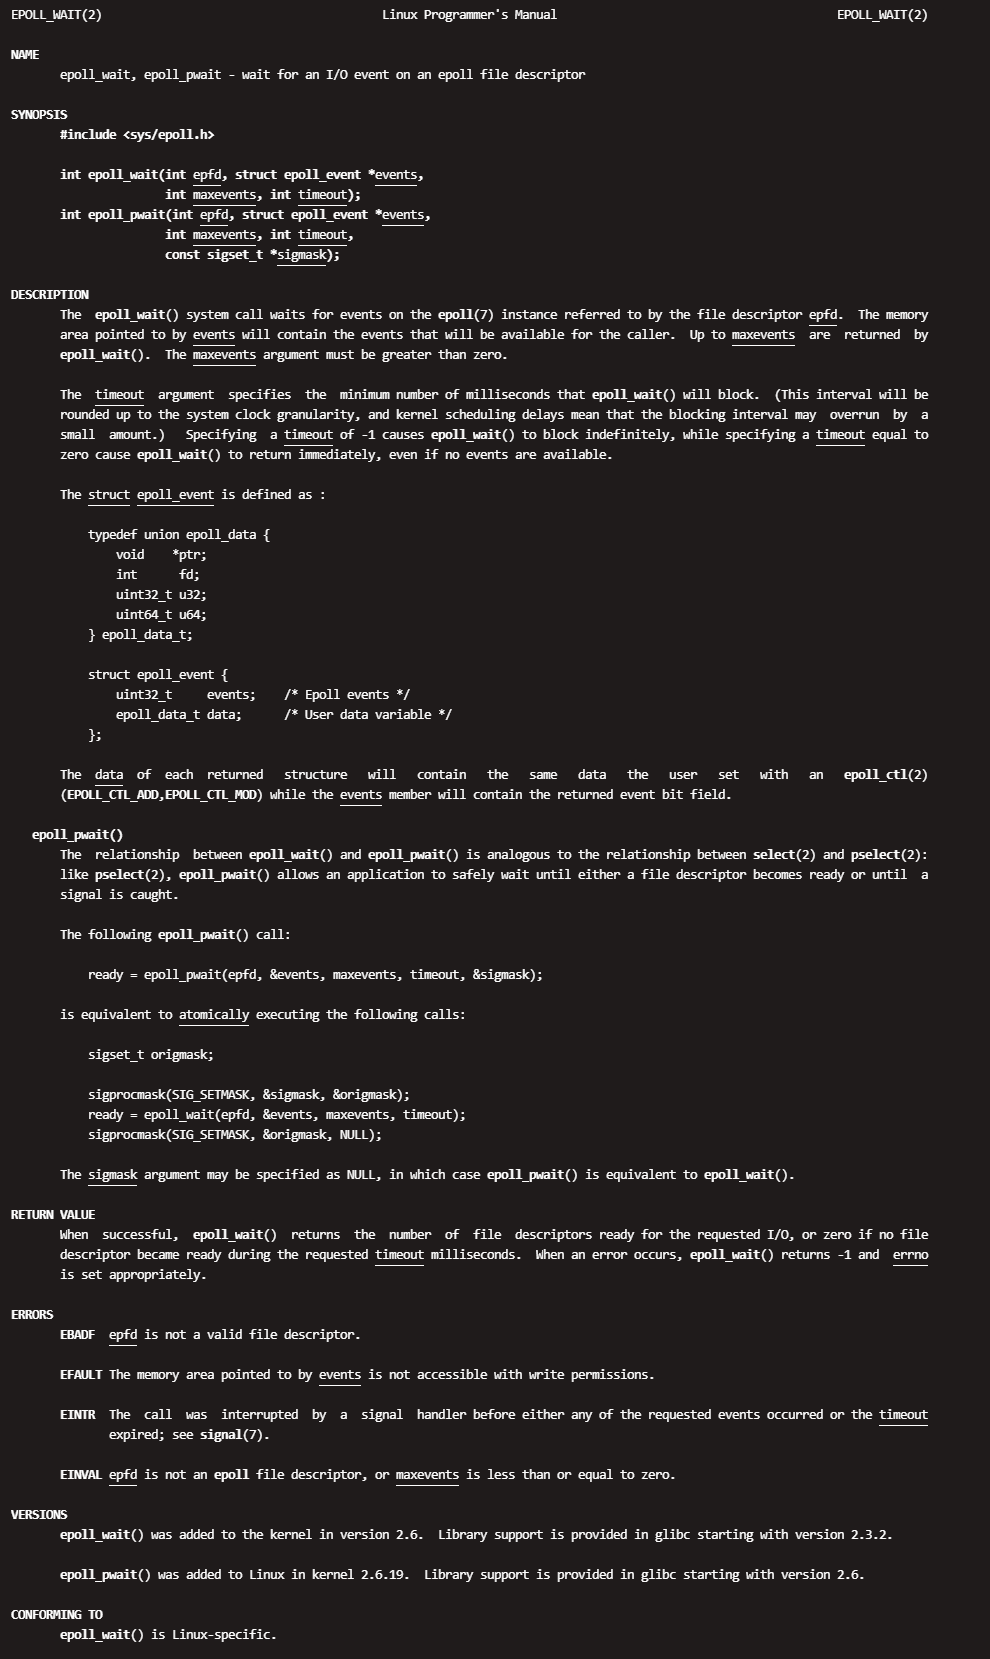 EPOLL_WAIT(2)                                        Linux Programmer's Manual                                        EPOLL_WAIT(2)
NAME
       epoll_wait, epoll_pwait - wait for an I/O event on an epoll file descriptor
SYNOPSIS
       #include <sys/epoll.h>
       int epoll_wait(int epfd, struct epoll_event *events,
                      int maxevents, int timeout);
       int epoll_pwait(int epfd, struct epoll_event *events,
                      int maxevents, int timeout,
                      const sigset_t *sigmask);
DESCRIPTION
       The  epoll_wait() system call waits for events on the epoll(7) instance referred to by the file descriptor epfd.  The memory
       area pointed to by events will contain the events that will be available for the caller.  Up to maxevents  are  returned  by
       epoll_wait().  The maxevents argument must be greater than zero.
       The  timeout  argument  specifies  the  minimum number of milliseconds that epoll_wait() will block.  (This interval will be
       rounded up to the system clock granularity, and kernel scheduling delays mean that the blocking interval may  overrun  by  a
       small  amount.)   Specifying  a timeout of -1 causes epoll_wait() to block indefinitely, while specifying a timeout equal to
       zero cause epoll_wait() to return immediately, even if no events are available.
       The struct epoll_event is defined as :
           typedef union epoll_data {
               void    *ptr;
               int      fd;
               uint32_t u32;
               uint64_t u64;
           } epoll_data_t;
           struct epoll_event {
               uint32_t     events;    /* Epoll events */
               epoll_data_t data;      /* User data variable */
           };
       The  data  of  each  returned   structure   will   contain   the   same   data   the   user   set   with   an   epoll_ctl(2)
       (EPOLL_CTL_ADD,EPOLL_CTL_MOD) while the events member will contain the returned event bit field.
   epoll_pwait()
       The  relationship  between epoll_wait() and epoll_pwait() is analogous to the relationship between select(2) and pselect(2):
       like pselect(2), epoll_pwait() allows an application to safely wait until either a file descriptor becomes ready or until  a
       signal is caught.
       The following epoll_pwait() call:
           ready = epoll_pwait(epfd, &events, maxevents, timeout, &sigmask);
       is equivalent to atomically executing the following calls:
           sigset_t origmask;
           sigprocmask(SIG_SETMASK, &sigmask, &origmask);
           ready = epoll_wait(epfd, &events, maxevents, timeout);
           sigprocmask(SIG_SETMASK, &origmask, NULL);
       The sigmask argument may be specified as NULL, in which case epoll_pwait() is equivalent to epoll_wait().
RETURN VALUE
       When  successful,  epoll_wait()  returns  the  number  of  file  descriptors ready for the requested I/O, or zero if no file
       descriptor became ready during the requested timeout milliseconds.  When an error occurs, epoll_wait() returns -1 and  errno
       is set appropriately.
ERRORS
       EBADF  epfd is not a valid file descriptor.
       EFAULT The memory area pointed to by events is not accessible with write permissions.
       EINTR  The  call  was  interrupted  by  a  signal  handler before either any of the requested events occurred or the timeout
              expired; see signal(7).
       EINVAL epfd is not an epoll file descriptor, or maxevents is less than or equal to zero.
VERSIONS
       epoll_wait() was added to the kernel in version 2.6.  Library support is provided in glibc starting with version 2.3.2.
       epoll_pwait() was added to Linux in kernel 2.6.19.  Library support is provided in glibc starting with version 2.6.
CONFORMING TO
       epoll_wait() is Linux-specific.